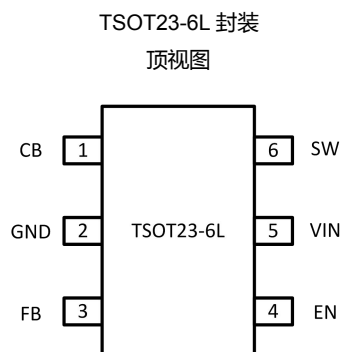 TSOT23-6L 封装
顶视图
CB 1 6 SW
GND 2 TSOT23-6L 5 VIN
FB 3 4 EN